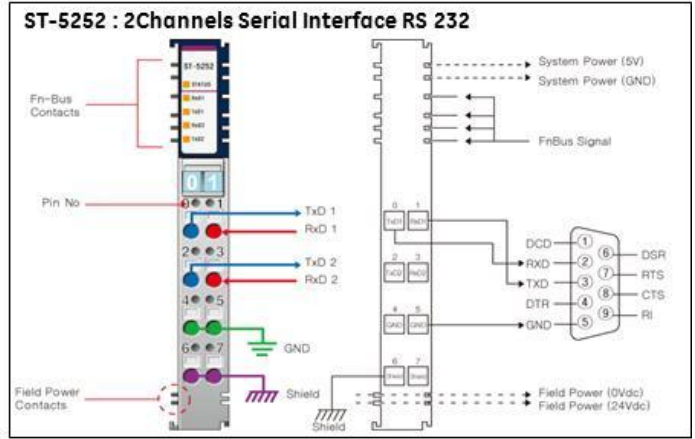 ST-5252 : 2Channels Serial Interface RS 232
ST-5252
STATUS
RxD1
TxD1
RxD2
TxD2
Fn-Bus
Contacts
0 1
Pin No
0 1
TxD 1
RxD 1
2 3
TxD 2
RxD 2
4 5
GND
6 7
Field Power
Contacts
Shield
System Power (5V)
System Power (GND)
FnBus Signal
0 1
TxD1 RxD1
2 3
TxD2 RxD2
4 5
GND GND
6 7
Shield Shield
Shield
DCD 1
RXD 2
TXD 3
DTR 4
GND 5
6 DSR
7 RTS
8 CTS
9 RI
Field Power (0Vdc)
Field Power (24Vdc)